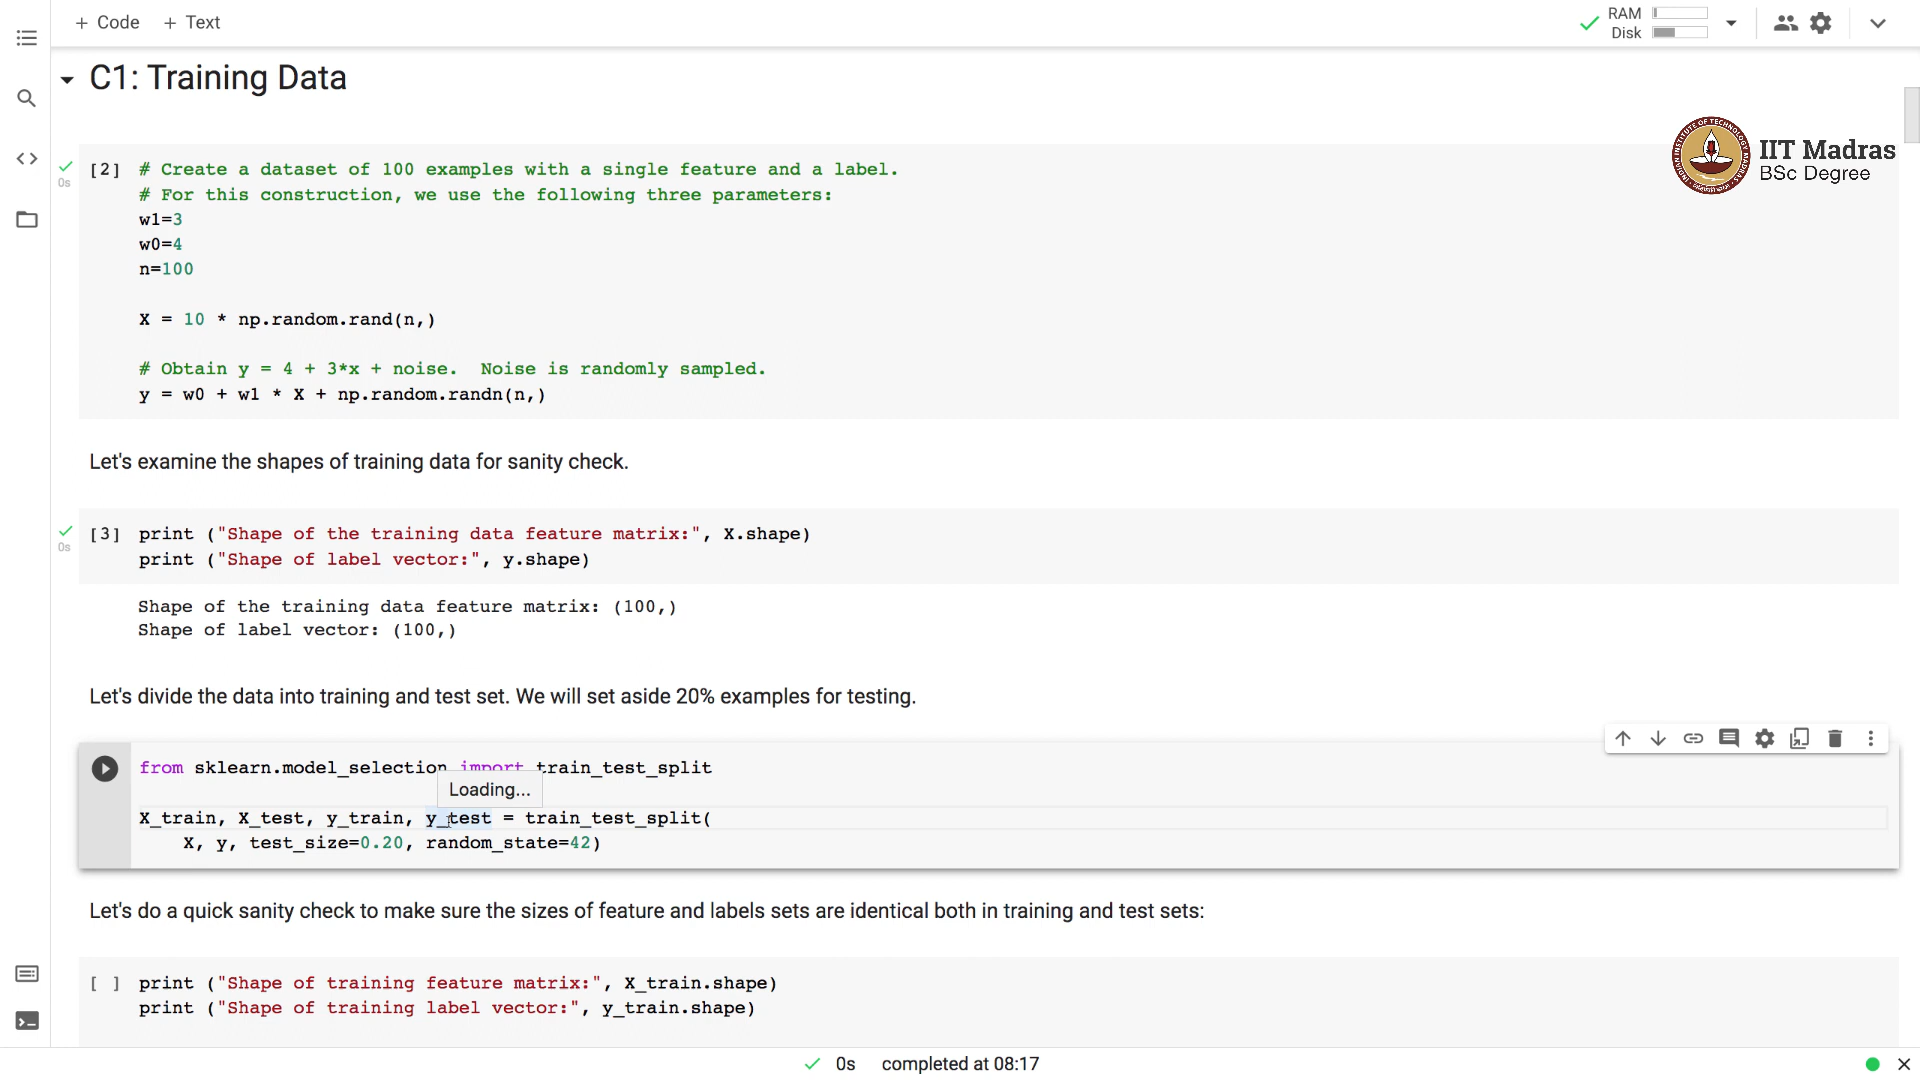 + Code + Text
RAM
Disk
C1: Training Data
IIT Madras
BSc Degree
0s
[2] # Create a dataset of 100 examples with a single feature and a label.
# For this construction, we use the following three parameters:
w1=3
w0=4
n=100
X = 10 * np.random.rand(n,)
# Obtain y = 4 + 3*x + noise. Noise is randomly sampled.
y = w0 + w1 * X + np.random.randn(n,)
Let's examine the shapes of training data for sanity check.
0s
[3] print ("Shape of the training data feature matrix:", X.shape)
print ("Shape of label vector:", y.shape)
Shape of the training data feature matrix: (100,)
Shape of label vector: (100,)
Let's divide the data into training and test set. We will set aside 20% examples for testing.
from sklearn.model_selection import train_test_split
Loading...
X_train, X_test, y_train, y_test = train_test_split(
X, y, test_size=0.20, random_state=42)
Let's do a quick sanity check to make sure the sizes of feature and labels sets are identical both in training and test sets:
[ ] print ("Shape of training feature matrix:", X_train.shape)
print ("Shape of training label vector:", y_train.shape)
0s completed at 08:17